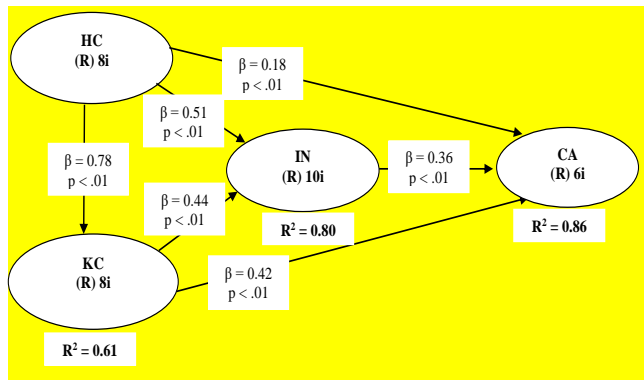 HC
(R) 8i
β = 0.18
p < .01
β = 0.51
p < .01
β = 0.78
p < .01
IN
(R) 10i
β = 0.36
p < .01
CA
(R) 6i
β = 0.44
p < .01
R² = 0.80
R² = 0.86
KC
(R) 8i
β = 0.42
p < .01
R² = 0.61